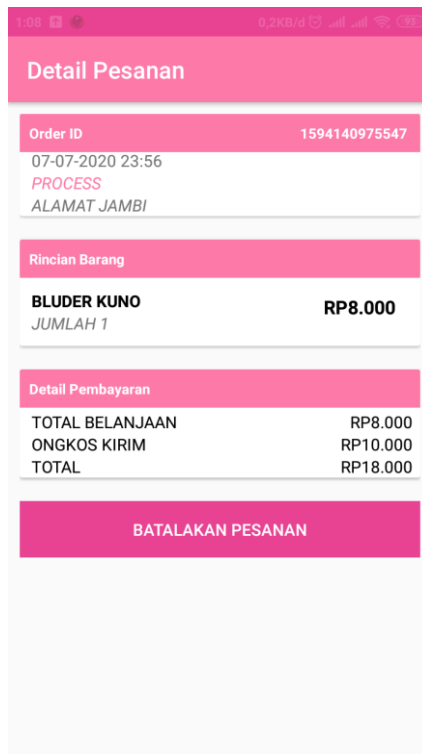 1:08 0,2KB/d
Detail Pesanan
Order ID 1594140975547
07-07-2020 23:56
PROCESS
ALAMAT JAMBI
Rincian Barang
BLUDER KUNO RP8.000
JUMLAH 1
Detail Pembayaran
TOTAL BELANJAAN RP8.000
ONGKOS KIRIM RP10.000
TOTAL RP18.000
BATALAKAN PESANAN